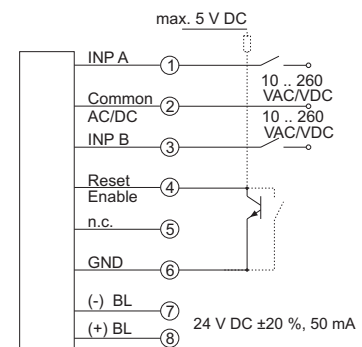 max. 5 V DC
INP A
1
10 .. 260
VAC/VDC
Common
AC/DC
2
10 .. 260
VAC/VDC
INP B
3
Reset
Enable
4
n.c.
5
GND
6
(-) BL
7
24 V DC ±20 %, 50 mA
(+) BL
8